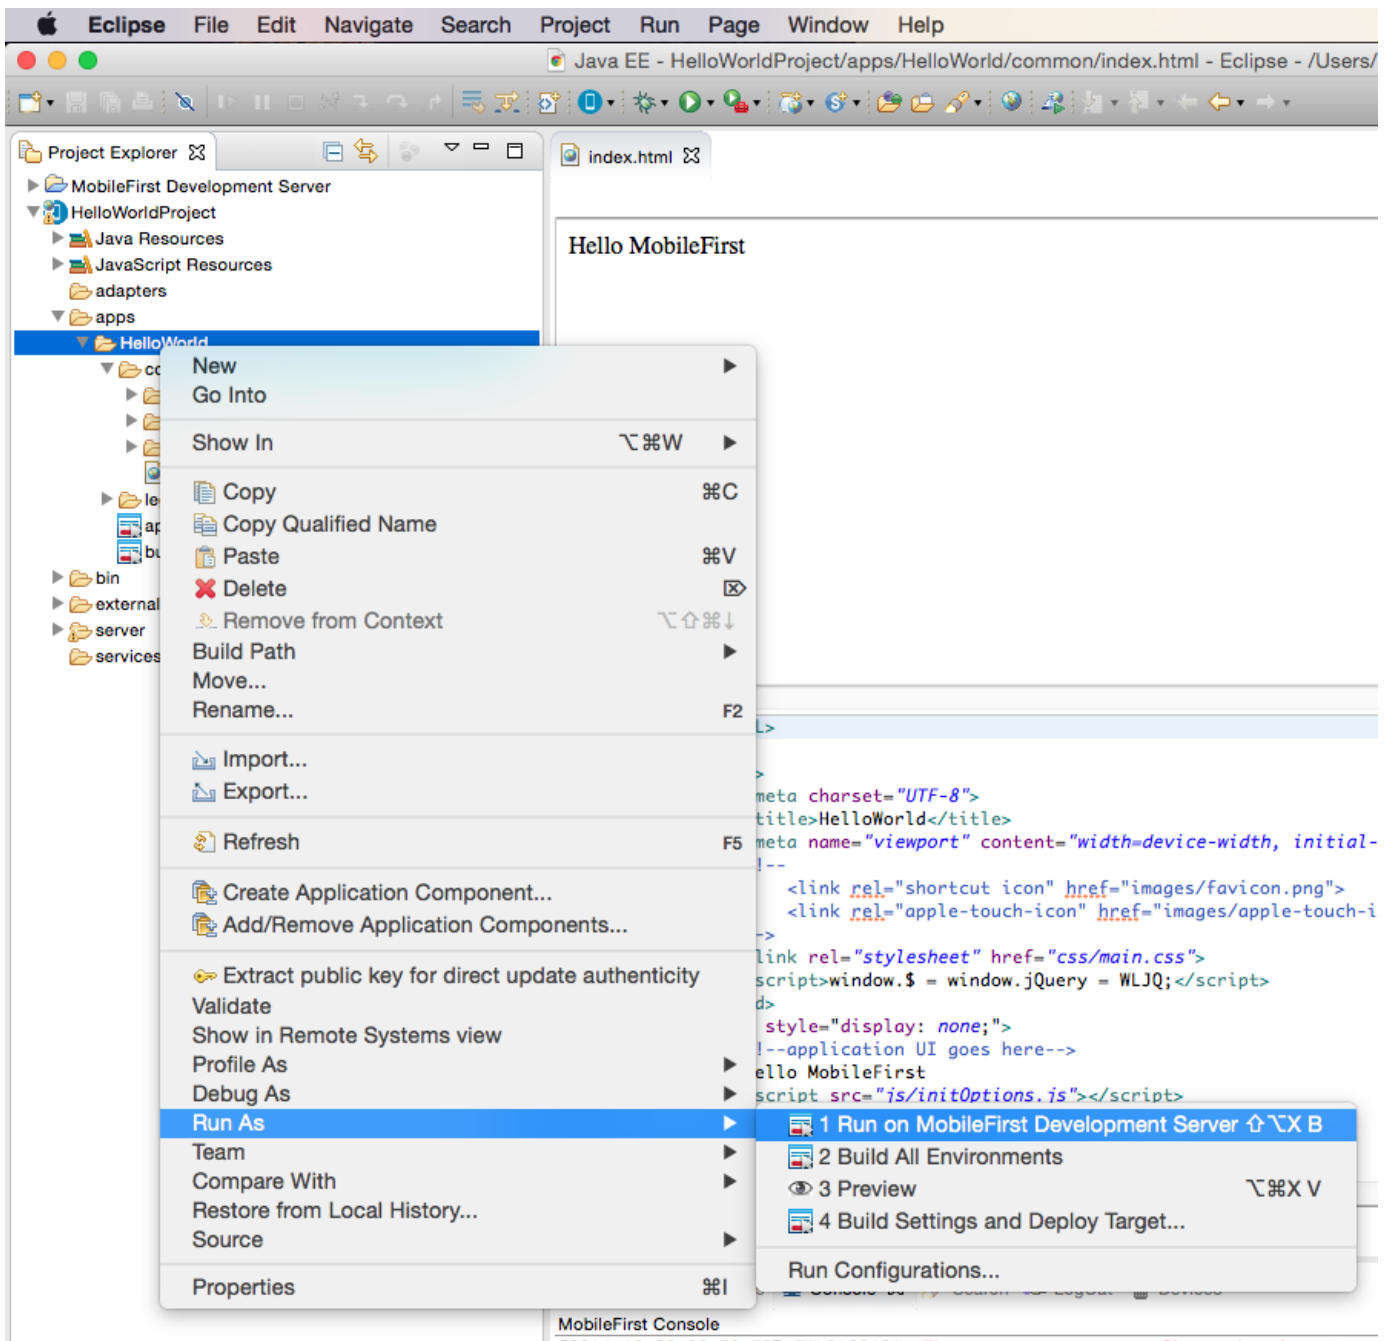 Eclipse File Edit Navigate Search Project Run Page Window Help
Java EE - HelloWorldProject/apps/HelloWorld/common/index.html - Eclipse - /Users/
Project Explorer
index.html
MobileFirst Development Server
HelloWorldProject
Java Resources
JavaScript Resources
adapters
apps
HelloWorld
Hello MobileFirst
co
le
ap
bu
bin
external
server
services
New
Go Into
Show In ⌥⌘W
Copy ⌘C
Copy Qualified Name
Paste ⌘V
Delete ⌦
Remove from Context ⌥⇧⌘↓
Build Path
Move...
Rename... F2
Import...
Export...
Refresh F5
Create Application Component...
Add/Remove Application Components...
Extract public key for direct update authenticity
Validate
Show in Remote Systems view
Profile As
Debug As
Run As
Team
Compare With
Restore from Local History...
Source
Properties ⌘I
L>
>
meta charset="UTF-8">
title>HelloWorld</title>
meta name="viewport" content="width=device-width, initial-
!--
<link rel="shortcut icon" href="images/favicon.png">
<link rel="apple-touch-icon" href="images/apple-touch-i
->
link rel="stylesheet" href="css/main.css">
script>window.$ = window.jQuery = WLJQ;</script>
d>
style="display: none;">
!--application UI goes here-->
ello MobileFirst
script src="js/initOptions.js"></script>
1 Run on MobileFirst Development Server ⇧⌥X B
2 Build All Environments
3 Preview ⌥⌘X V
4 Build Settings and Deploy Target...
Run Configurations...
Console Search LogCat Devices
MobileFirst Console